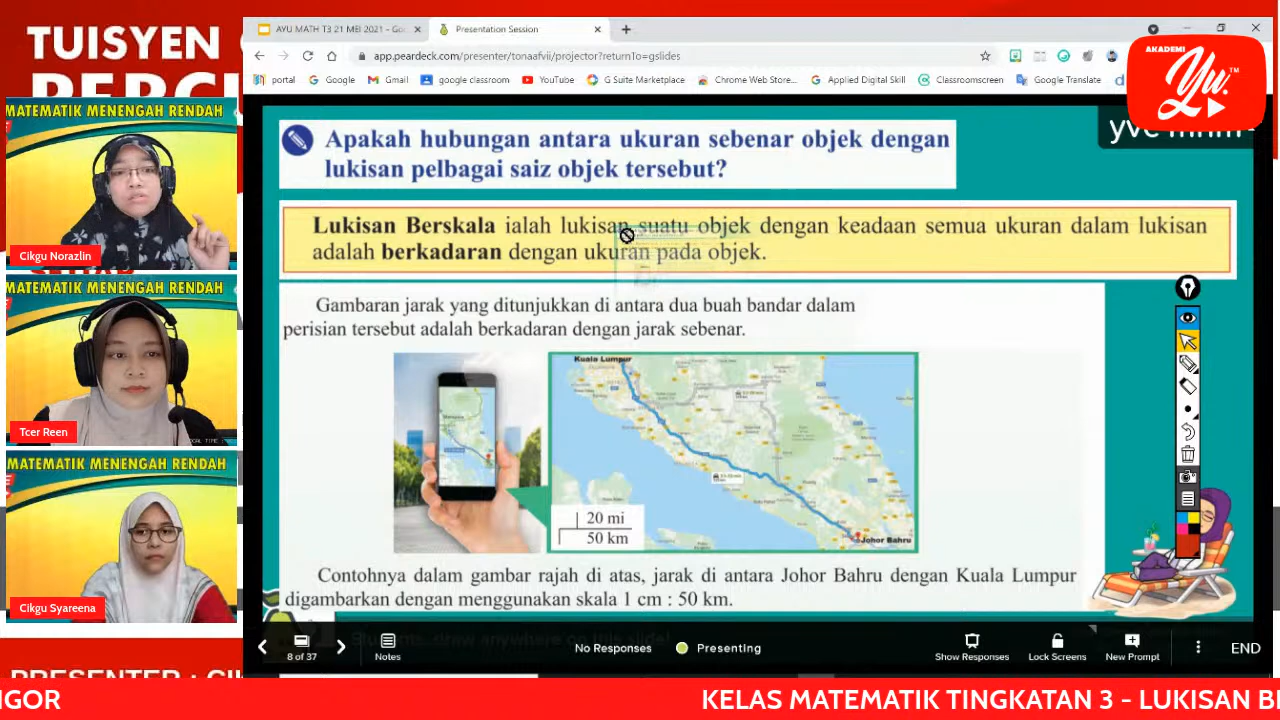 TUISYEN
MATEMATIK MENENGAH RENDAH
Cikgu Norazlin
MATEMATIK MENENGAH RENDAH
Tcer Reen
MATEMATIK MENENGAH RENDAH
Cikgu Syareena
AYU MATH T3 21 MEI 2021 - Go
Presentation Session
app.peardeck.com/presenter/tonaafvii/projector?returnTo=gslides
portal Google Gmail google classroom YouTube G Suite Marketplace Chrome Web Store... Applied Digital Skill Classroomscreen Google Translate
AKADEMI
Yu.
TM
Apakah hubungan antara ukuran sebenar objek dengan
lukisan pelbagai saiz objek tersebut?
Lukisan Berskala ialah lukisan suatu objek dengan keadaan semua ukuran dalam lukisan
adalah berkadaran dengan ukuran pada objek.
Gambaran jarak yang ditunjukkan di antara dua buah bandar dalam
perisian tersebut adalah berkadaran dengan jarak sebenar.
Kuala Lumpur
Johor Bahru
20 mi
50 km
Contohnya dalam gambar rajah di atas, jarak di antara Johor Bahru dengan Kuala Lumpur
digambarkan dengan menggunakan skala 1 cm : 50 km.
8 of 37
Notes
No Responses
Presenting
Show Responses
Lock Screens
New Prompt
END
NGOR
KELAS MATEMATIK TINGKATAN 3 - LUKISAN BE